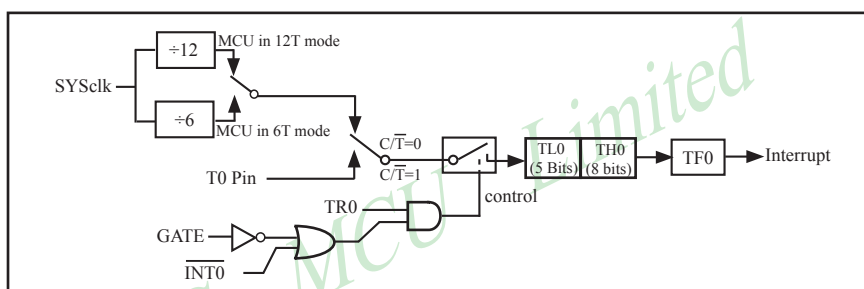 ÷12
MCU in 12T mode
SYSclk
÷6
MCU in 6T mode
C/T̅=0
C/T̅=1
T0 Pin
TL0
(5 Bits)
TH0
(8 bits)
TF0
Interrupt
control
TR0
GATE
I̅N̅T̅0̅
MCU Limited